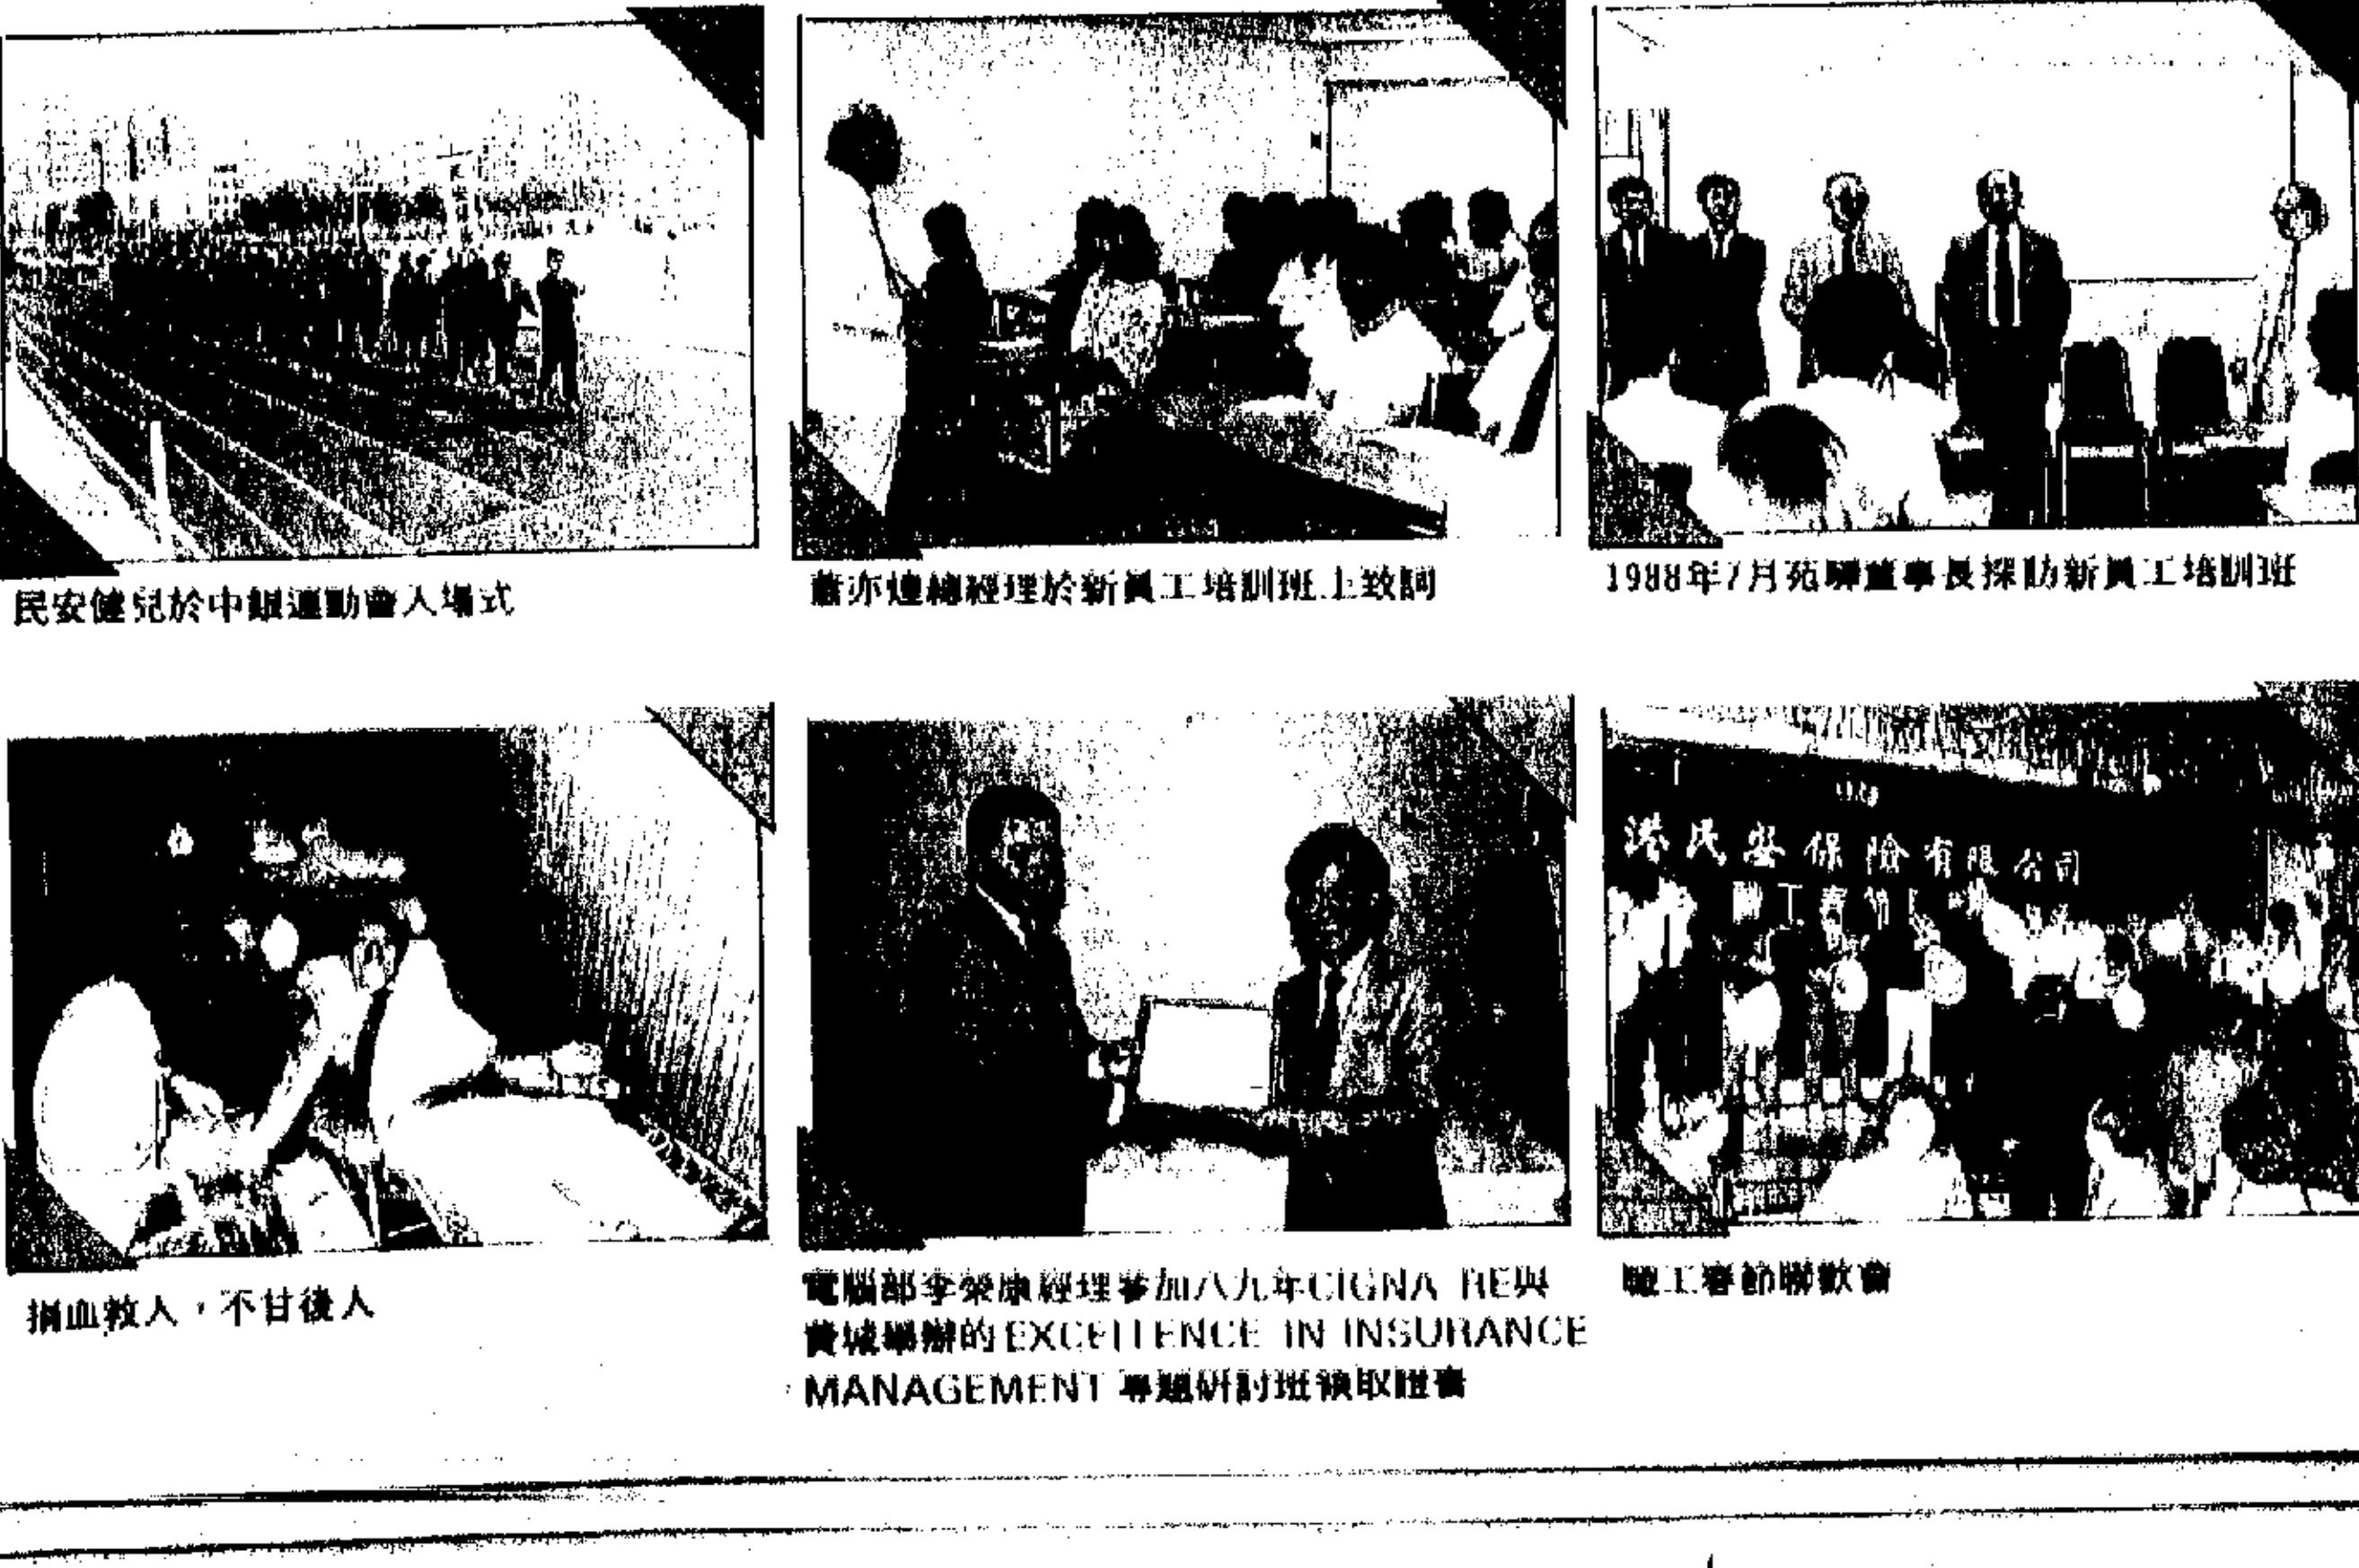 民安健兒於中銀運動會入場式
蕭亦煌總經理於新員工培訓班上致詞
1988年7月苑聯董事長探訪新員工培訓班
港民安保險有限公司
捐血救人，不甘後人
電腦部李榮康經理參加八九年CIGNA RE與
費城舉辦的EXCELLENCE IN INSURANCE
MANAGEMENT 專題研討班領取證書
職工春節聯歡會